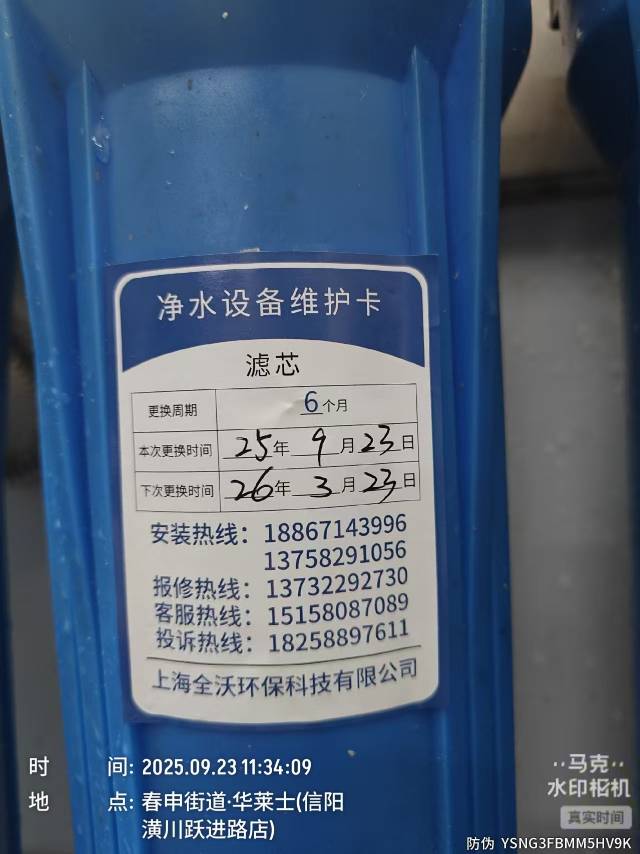 净水设备维护卡
滤芯
更换周期 6个月
本次更换时间 25年 9月23日
下次更换时间 26年 3月23日
安装热线：18867143996
13758291056
报修热线：13732292730
客服热线：15158087089
投诉热线：18258897611
上海全沃环保科技有限公司
时 间: 2025.09.23 11:34:09
地 点: 春申街道·华莱士(信阳
潢川跃进路店)
马克
水印相机
真实时间
防伪 YSNG3FBMM5HV9K